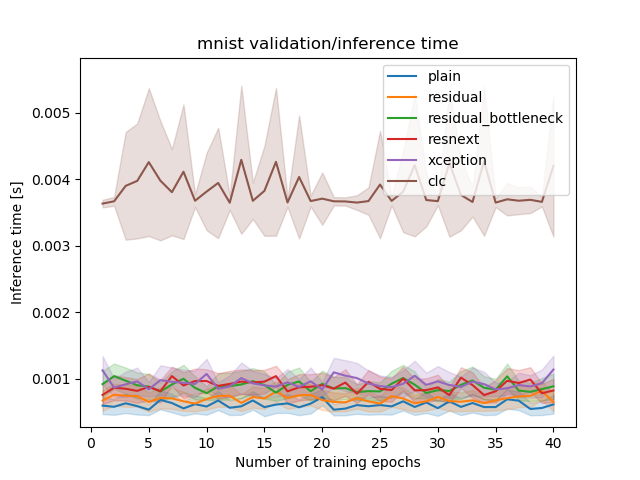 mnist validation/inference time
plain
residual
residual_bottleneck
resnext
xception
clc
Inference time [s]
0.005
0.004
0.003
0.002
0.001
0 5 10 15 20 25 30 35 40
Number of training epochs